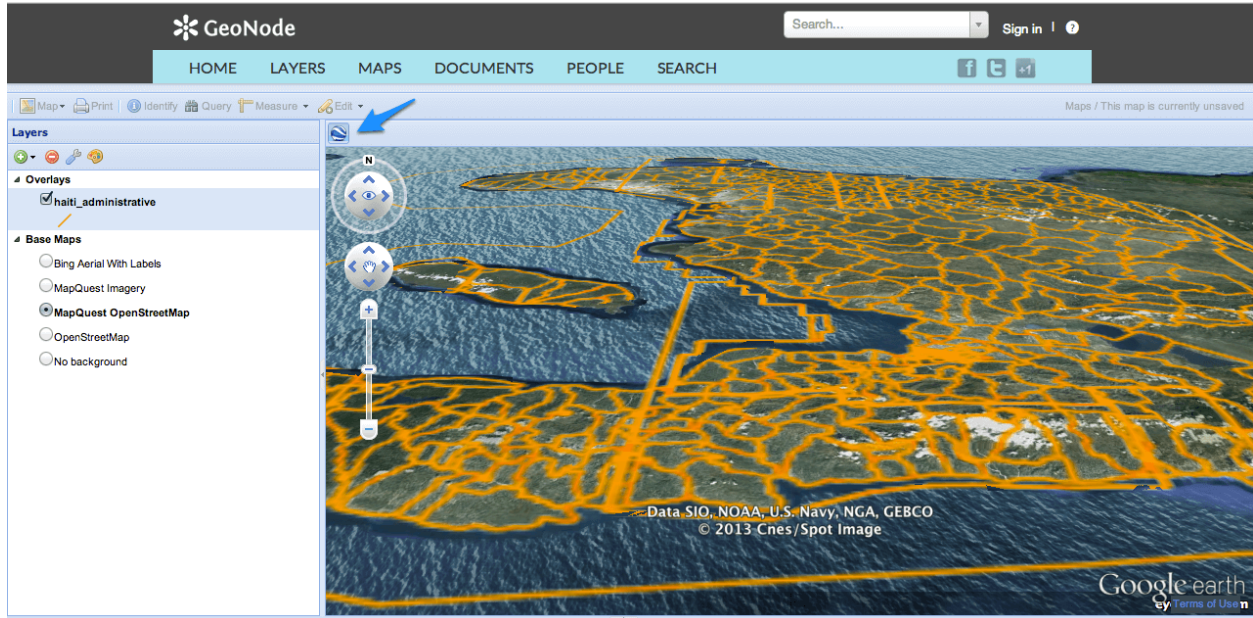 GeoNode
Search...
Sign in | ?
HOME LAYERS MAPS DOCUMENTS PEOPLE SEARCH
f t +1
Map Print Identify Query Measure Edit
Maps / This map is currently unsaved
Layers
Overlays
haiti_administrative
Base Maps
Bing Aerial With Labels
MapQuest Imagery
MapQuest OpenStreetMap
OpenStreetMap
No background
N
Data SIO, NOAA, U.S. Navy, NGA, GEBCO
© 2013 Cnes/Spot Image
Google earth
Terms of Use